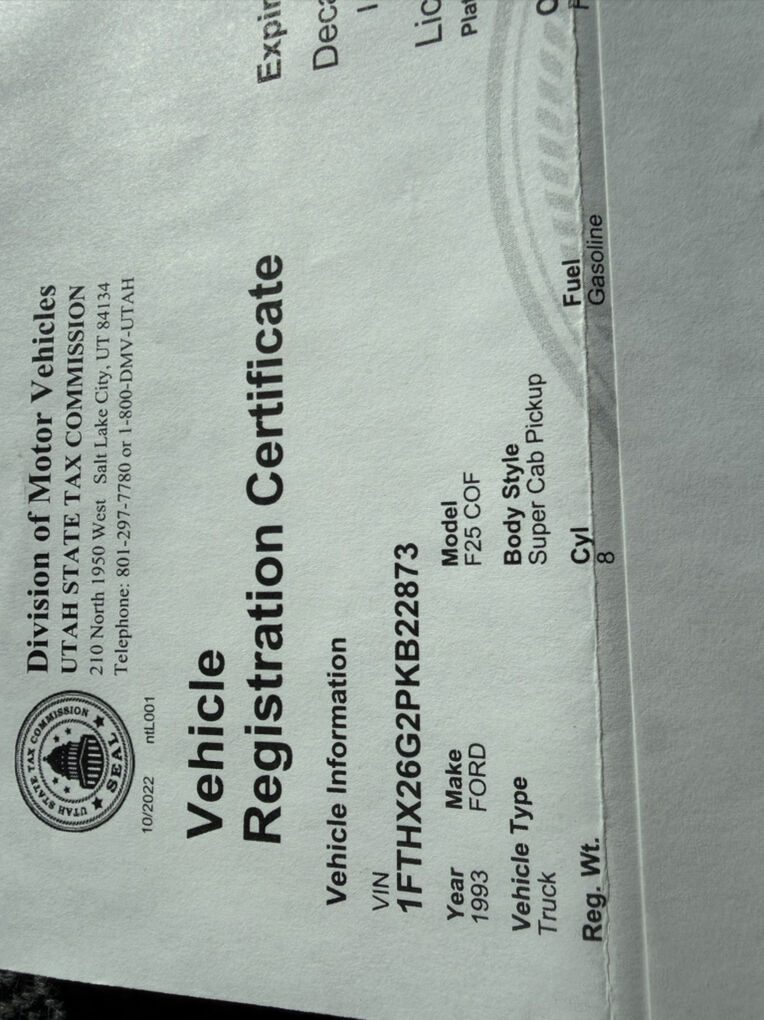 UTAH STATE TAX COMMISSION
SEAL
Division of Motor Vehicles
UTAH STATE TAX COMMISSION
210 North 1950 West Salt Lake City, UT 84134
Telephone: 801-297-7780 or 1-800-DMV-UTAH
10/2022 ntL001
Vehicle
Registration Certificate
Vehicle Information
VIN
1FTHX26G2PKB22873
Year Make Model
1993 FORD F25 COF
Vehicle Type Body Style
Truck Super Cab Pickup
Reg. Wt. Cyl Fuel
8 Gasoline